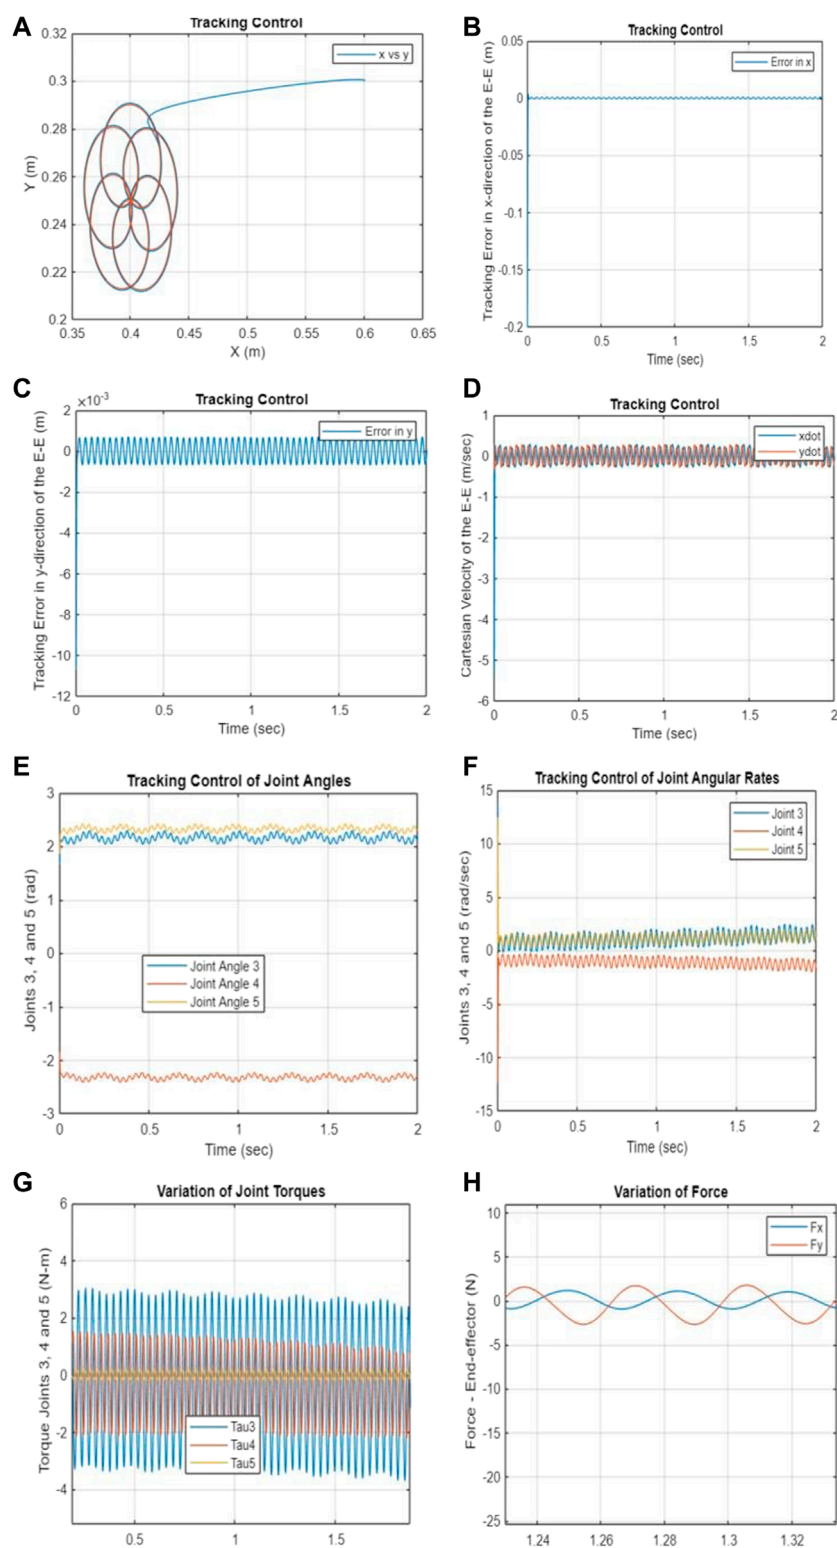 A
Tracking Control
0.32
0.3
0.28
0.26
0.24
0.22
0.2
Y (m)
x vs y
0.35
0.4
0.45
0.5
0.55
0.6
0.65
X (m)
B
Tracking Control
0.05
0
-0.05
-0.1
-0.15
-0.2
Tracking Error in x-direction of the E-E (m)
Error in x
0
0.5
1
1.5
2
Time (sec)
C
×10-3
Tracking Control
2
0
-2
-4
-6
-8
-10
-12
Tracking Error in y-direction of the E-E (m)
Error in y
0
0.5
1
1.5
2
Time (sec)
D
Tracking Control
1
0
-1
-2
-3
-4
-5
-6
Cartesian Velocity of the E-E (m/sec)
xdot
ydot
0
0.5
1
1.5
2
Time (sec)
E
Tracking Control of Joint Angles
3
2
1
0
-1
-2
-3
Joints 3, 4 and 5 (rad)
Joint Angle 3
Joint Angle 4
Joint Angle 5
0
0.5
1
1.5
2
Time (sec)
F
Tracking Control of Joint Angular Rates
15
10
5
0
-5
-10
-15
Joints 3, 4 and 5 (rad/sec)
Joint 3
Joint 4
Joint 5
0
0.5
1
1.5
2
Time (sec)
G
Variation of Joint Torques
6
4
2
0
-2
-4
Torque Joints 3, 4 and 5 (N-m)
Tau3
Tau4
Tau5
0.5
1
1.5
H
Variation of Force
10
5
0
-5
-10
-15
-20
-25
Force - End-effector (N)
Fx
Fy
1.24
1.26
1.28
1.3
1.32